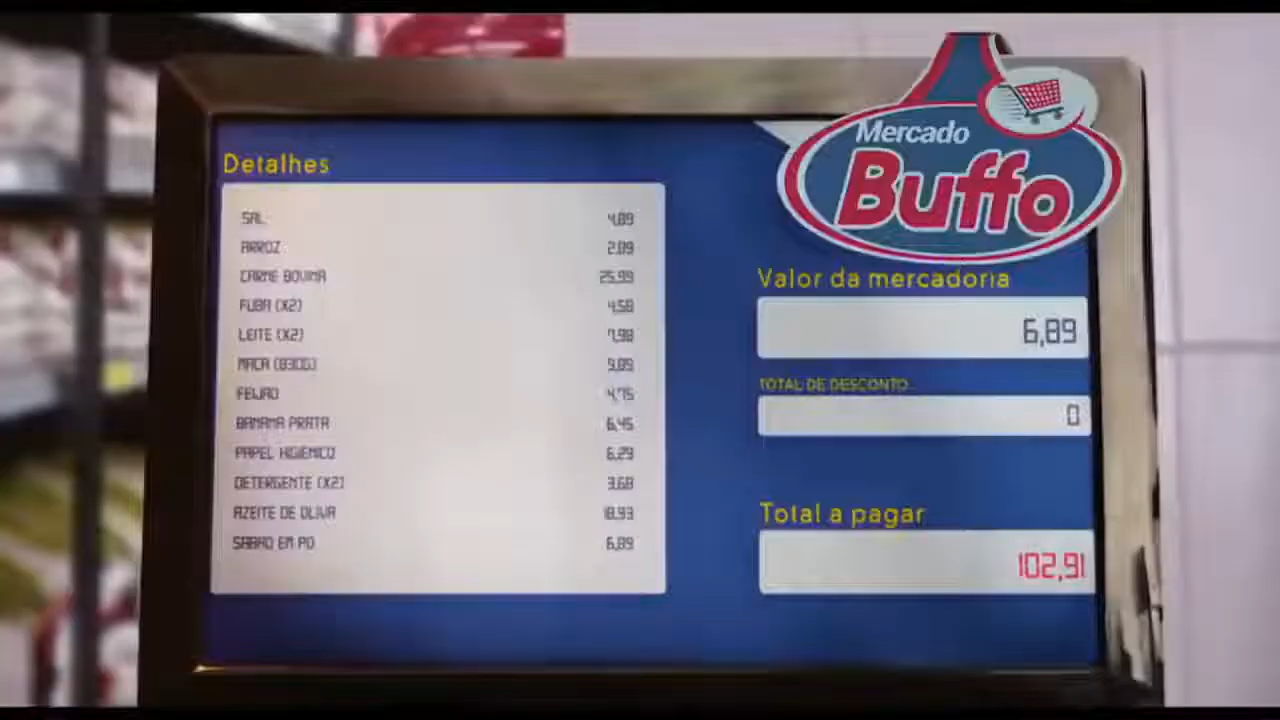 Mercado
Buffo
Detalhes
SAL 4,89
ARROZ 2,89
CARNE BOVINA 25,99
FUBA (X2) 4,58
LEITE (X2) 7,98
MACA (930G) 9,89
FEIJAO 4,75
BANANA PRATA 6,45
PAPEL HIGIENICO 6,29
DETERGENTE (X2) 3,68
AZEITE DE OLIVA 18,93
SABAO EM PO 6,89
Valor da mercadoria
6,89
TOTAL DE DESCONTO
0
Total a pagar
102,91